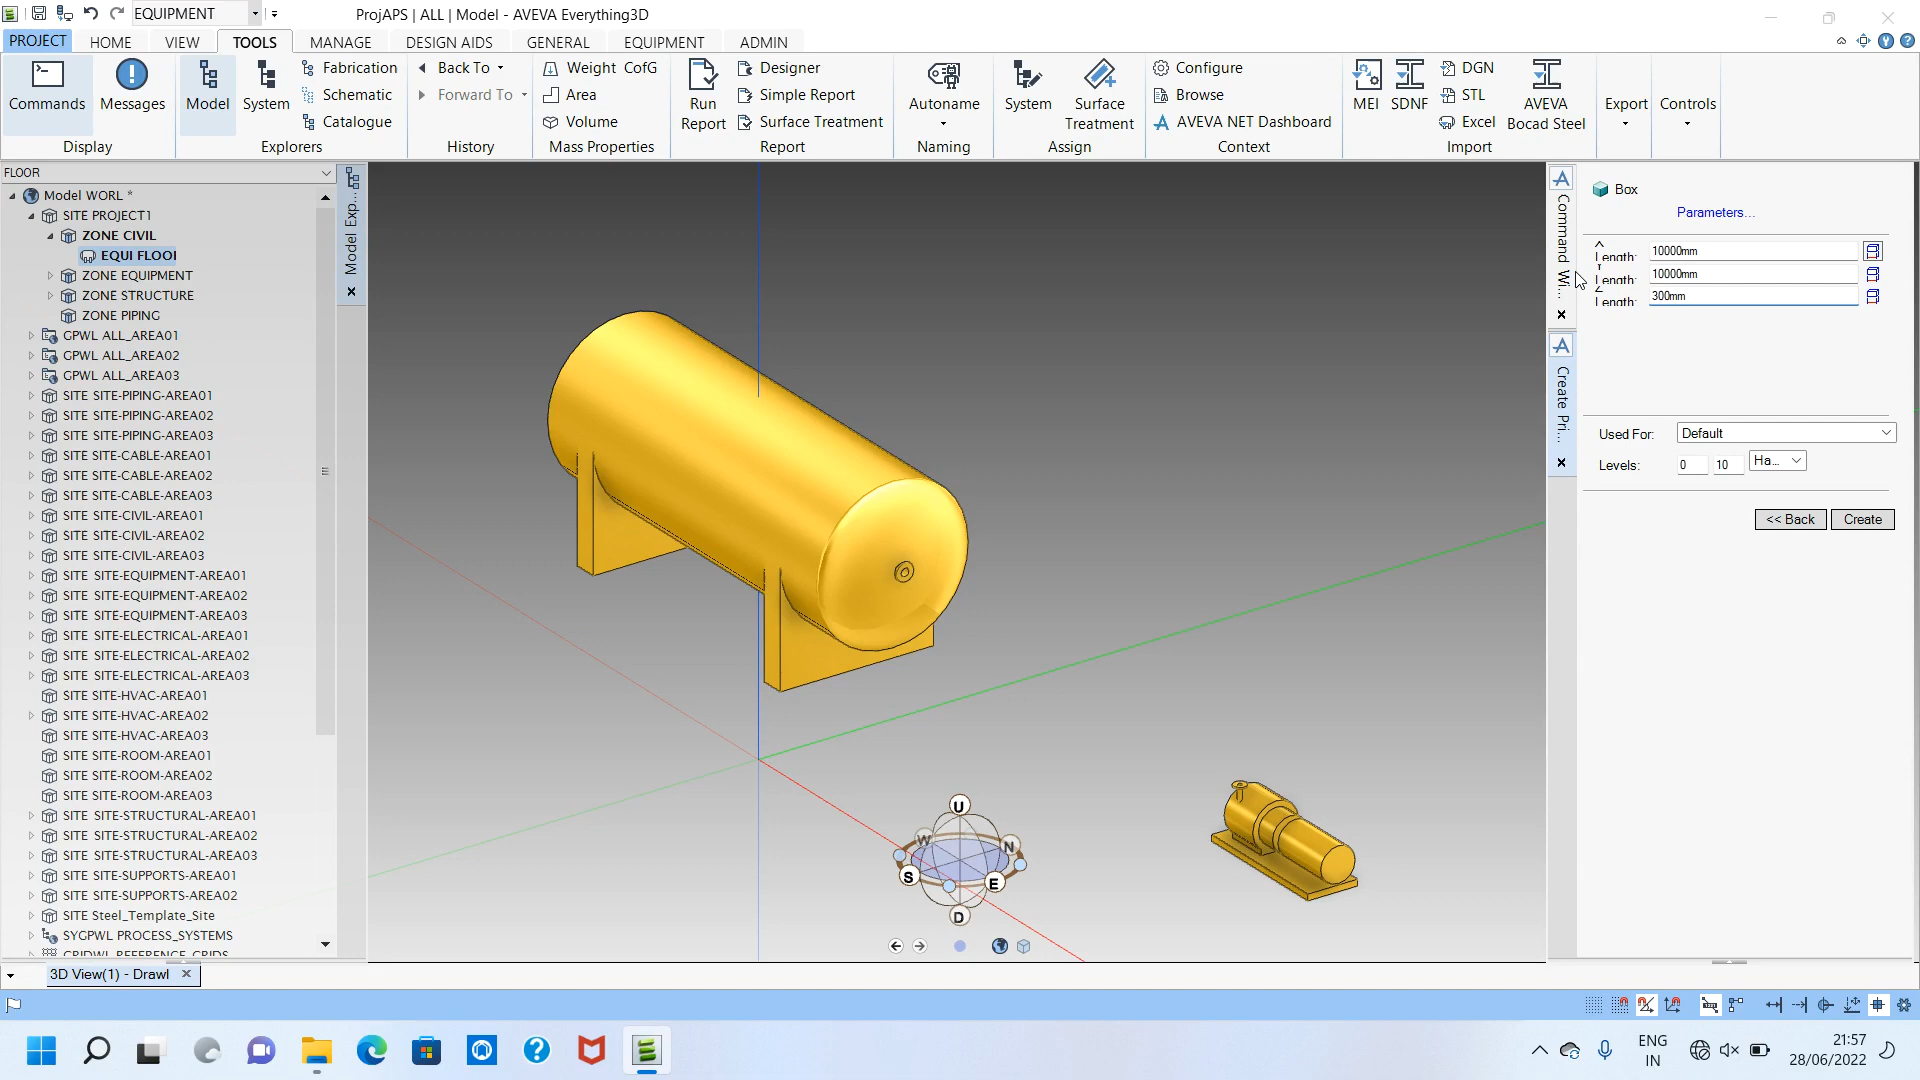 EQUIPMENT
ProjAPS | ALL | Model - AVEVA Everything3D
PROJECT HOME VIEW TOOLS MANAGE DESIGN AIDS GENERAL EQUIPMENT ADMIN
Commands Messages
Display
Model System Fabrication Schematic Catalogue
Explorers
Back To
Forward To
History
Weight CofG
Area
Volume
Mass Properties
Run Report
Designer
Simple Report
Surface Treatment
Report
Autoname
Naming
System Surface Treatment
Assign
Configure
Browse
AVEVA NET Dashboard
Context
MEI SDNF
DGN
STL
Excel
AVEVA Bocad Steel
Import
Export
Controls
FLOOR
Model WORL *
SITE PROJECT1
ZONE CIVIL
EQUI FLOO
ZONE EQUIPMENT
ZONE STRUCTURE
ZONE PIPING
GPWL ALL_AREA01
GPWL ALL_AREA02
GPWL ALL_AREA03
SITE SITE-PIPING-AREA01
SITE SITE-PIPING-AREA02
SITE SITE-PIPING-AREA03
SITE SITE-CABLE-AREA01
SITE SITE-CABLE-AREA02
SITE SITE-CABLE-AREA03
SITE SITE-CIVIL-AREA01
SITE SITE-CIVIL-AREA02
SITE SITE-CIVIL-AREA03
SITE SITE-EQUIPMENT-AREA01
SITE SITE-EQUIPMENT-AREA02
SITE SITE-EQUIPMENT-AREA03
SITE SITE-ELECTRICAL-AREA01
SITE SITE-ELECTRICAL-AREA02
SITE SITE-ELECTRICAL-AREA03
SITE SITE-HVAC-AREA01
SITE SITE-HVAC-AREA02
SITE SITE-HVAC-AREA03
SITE SITE-ROOM-AREA01
SITE SITE-ROOM-AREA02
SITE SITE-ROOM-AREA03
SITE SITE-STRUCTURAL-AREA01
SITE SITE-STRUCTURAL-AREA02
SITE SITE-STRUCTURAL-AREA03
SITE SITE-SUPPORTS-AREA01
SITE SITE-SUPPORTS-AREA02
SITE Steel_Template_Site
SYGPWL PROCESS_SYSTEMS
GRIDWL REFERENCE_GRIDS
Model Exp...
U
W N
S E
D
Command Wi...
Create Pri...
Box
Parameters...
Length: 10000mm
Length: 10000mm
Length: 300mm
Used For: Default
Levels: 0 10 Ha...
<< Back Create
3D View(1) - Drawl
ENG
IN
21:57
28/06/2022